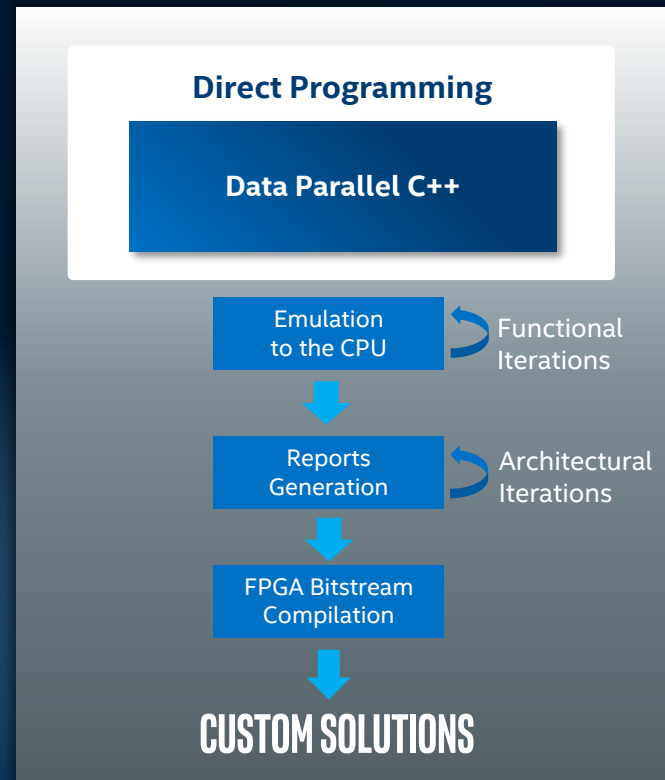 Direct Programming
Data Parallel C++
Emulation
to the CPU
Functional
Iterations
Reports
Generation
Architectural
Iterations
FPGA Bitstream
Compilation
CUSTOM SOLUTIONS